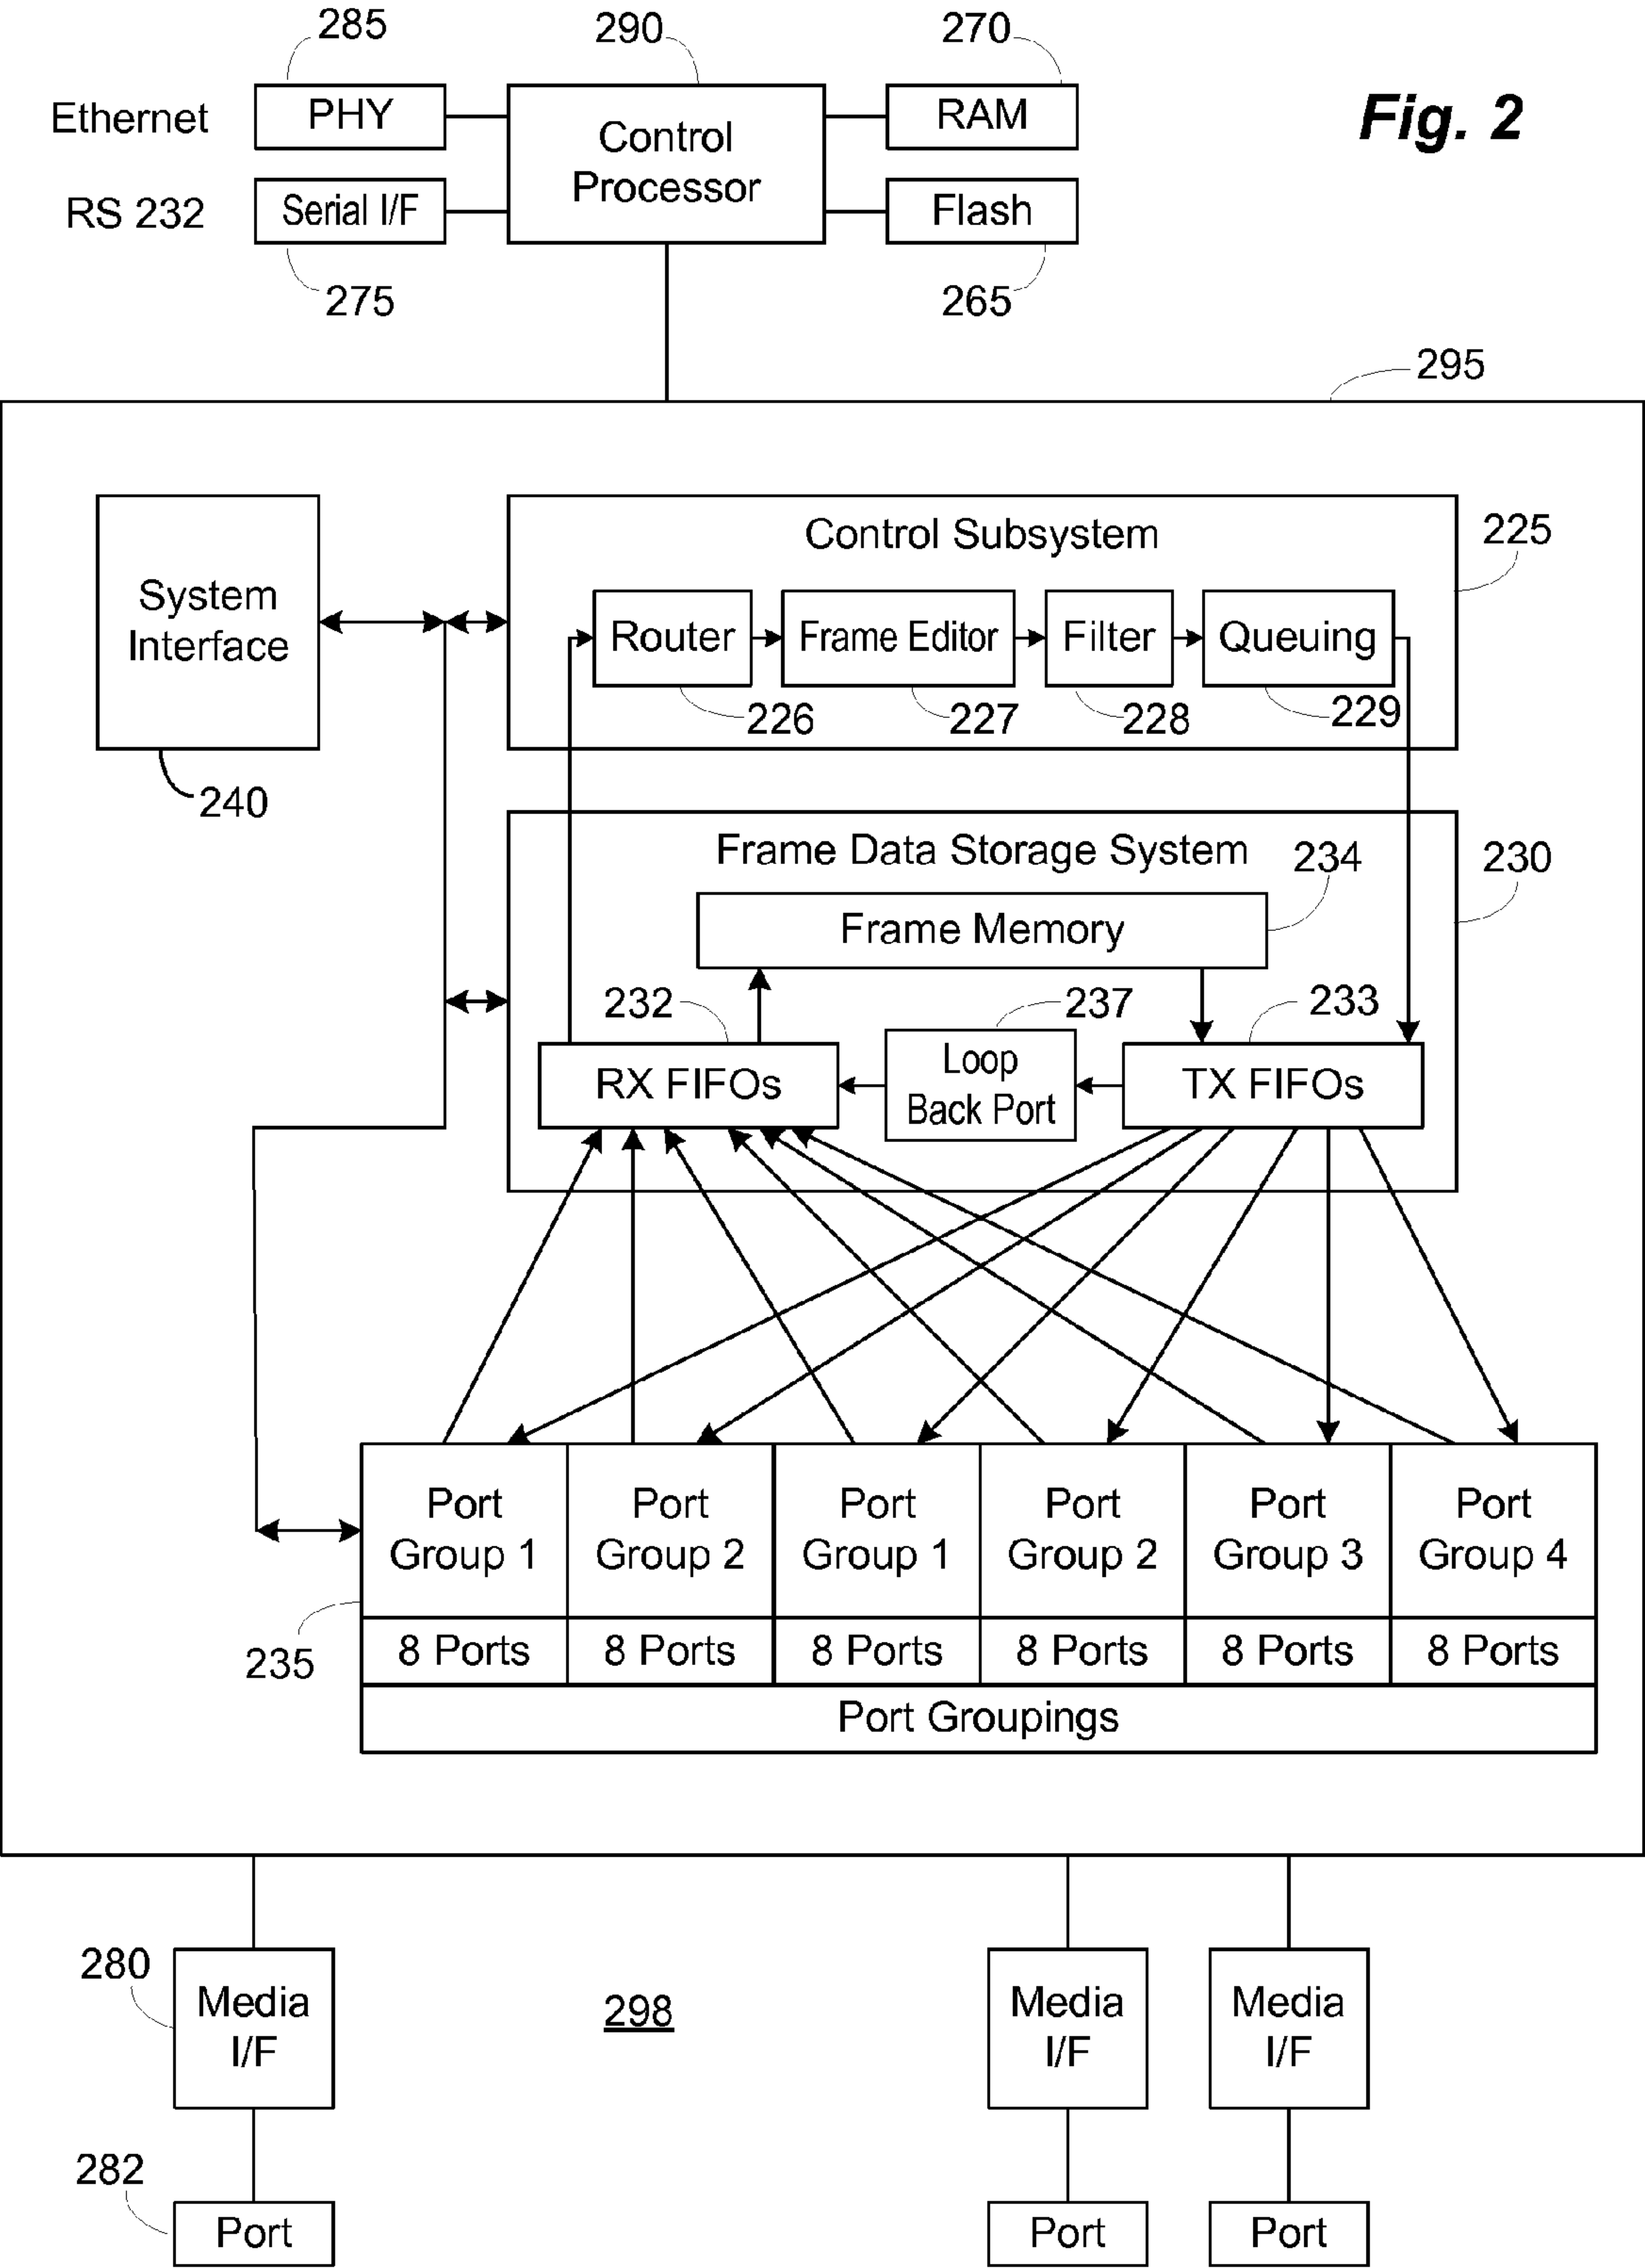 285
290
270
Ethernet
PHY
Control
Processor
RAM
Fig. 2
RS 232
Serial I/F
Flash
275
265
295
System
Interface
240
Control Subsystem
225
Router
Frame Editor
Filter
Queuing
226
227
228
229
Frame Data Storage System
234
230
Frame Memory
232
237
233
RX FIFOs
Loop
Back Port
TX FIFOs
Port
Group 1
Port
Group 2
Port
Group 1
Port
Group 2
Port
Group 3
Port
Group 4
235
8 Ports
8 Ports
8 Ports
8 Ports
8 Ports
8 Ports
Port Groupings
280
Media
I/F
298
Media
I/F
Media
I/F
282
Port
Port
Port